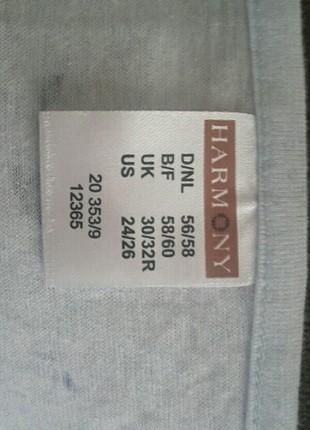 HARMONY
D/NL 56/58
B/F 58/60
UK 30/32R
US 24/26
20 353/9
12365